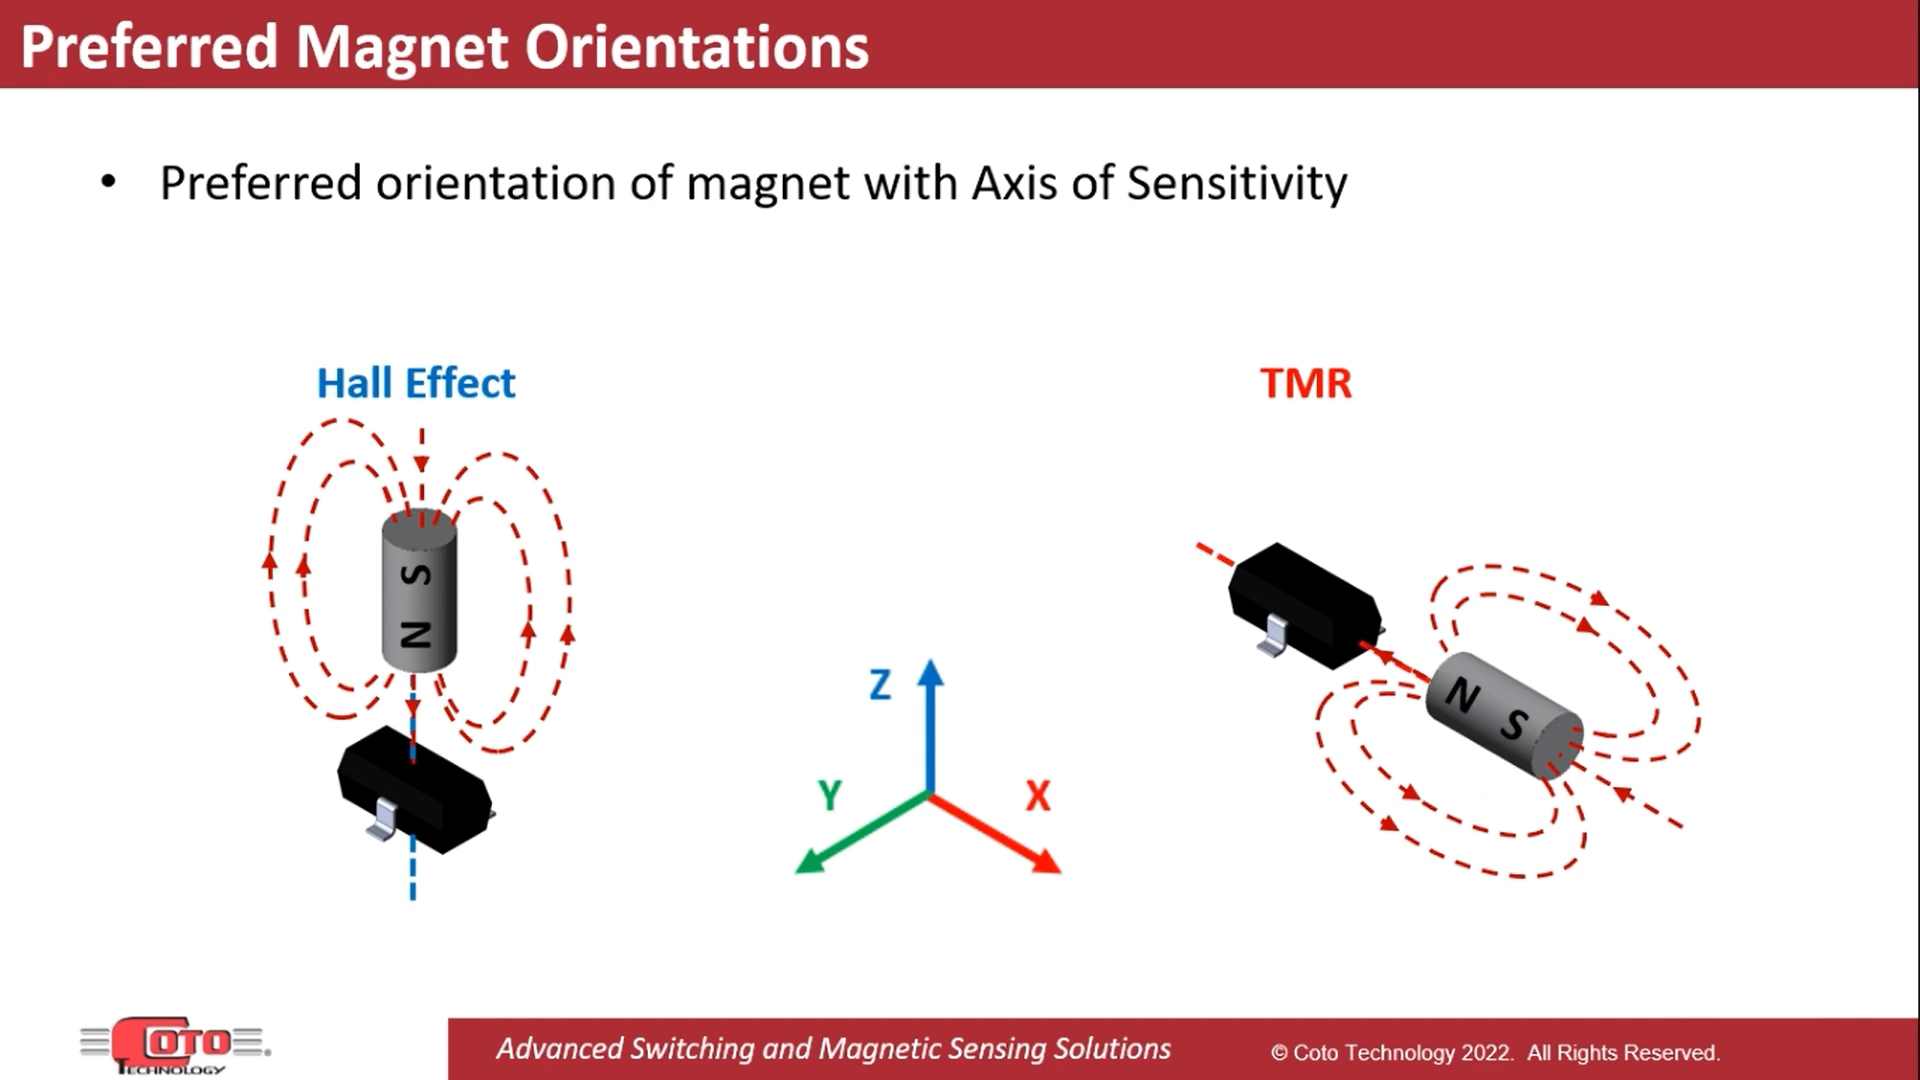 Preferred Magnet Orientations
• Preferred orientation of magnet with Axis of Sensitivity
Hall Effect
TMR
S
N
N S
Z
Y
X
COTO
TECHNOLOGY
Advanced Switching and Magnetic Sensing Solutions
© Coto Technology 2022. All Rights Reserved.